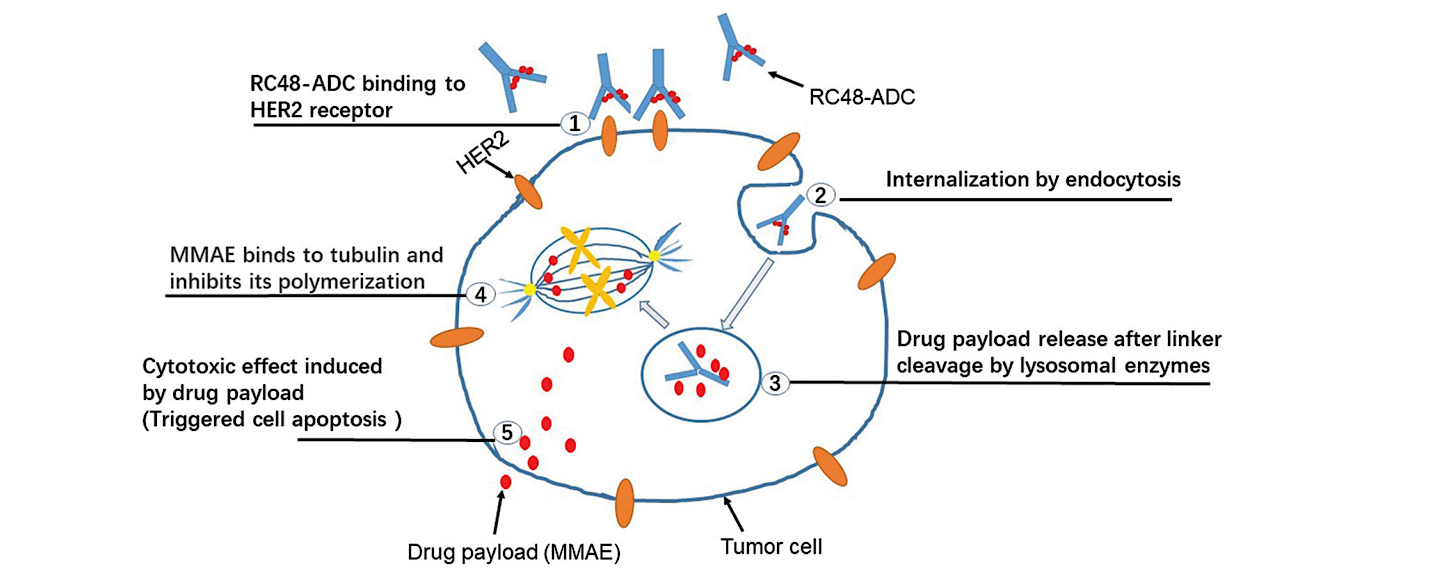 RC48-ADC binding to
HER2 receptor
1
RC48-ADC
HER2
2
Internalization by endocytosis
MMAE binds to tubulin and
inhibits its polymerization
4
Drug payload release after linker
cleavage by lysosomal enzymes
3
Cytotoxic effect induced
by drug payload
(Triggered cell apoptosis )
5
Drug payload (MMAE)
Tumor cell